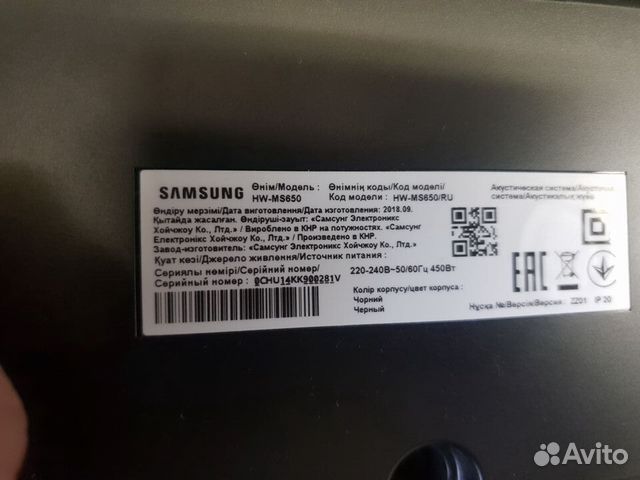 SAMSUNG
Өнім/Модель :
HW-MS650
Өнімнің коды/Код моделі/
Код модели : HW-MS650/RU
Акустическая система/Акустична
система/Акустикалық жүйе
Өндіру мерзімі/Дата виготовлення/Дата изготовления: 2018.09.
Қытайда жасалған. Өндіруші-зауыт: «Самсунг Электроникс
Хойчжоу Ко., Лтд.» / Вироблено в КНР на потужностях. «Самсунг
Електронікс Хойчжоу Ко., Лтд.» / Произведено в КНР.
Завод-изготовитель: «Самсунг Электроникс Хойчжоу Ко., Лтд.»
Қуат көзі/Джерело живлення/Источник питания :
220-240В~50/60Гц 450Вт
Сериялы нөмірі/Серійний номер/
Серийный номер : 0CHU14KK900281V
Колір корпусу/цвет корпуса :
Чорний
Черный
EAC
Нұсқа №/Версія/Версия: ZZ01 IP 20
Avito